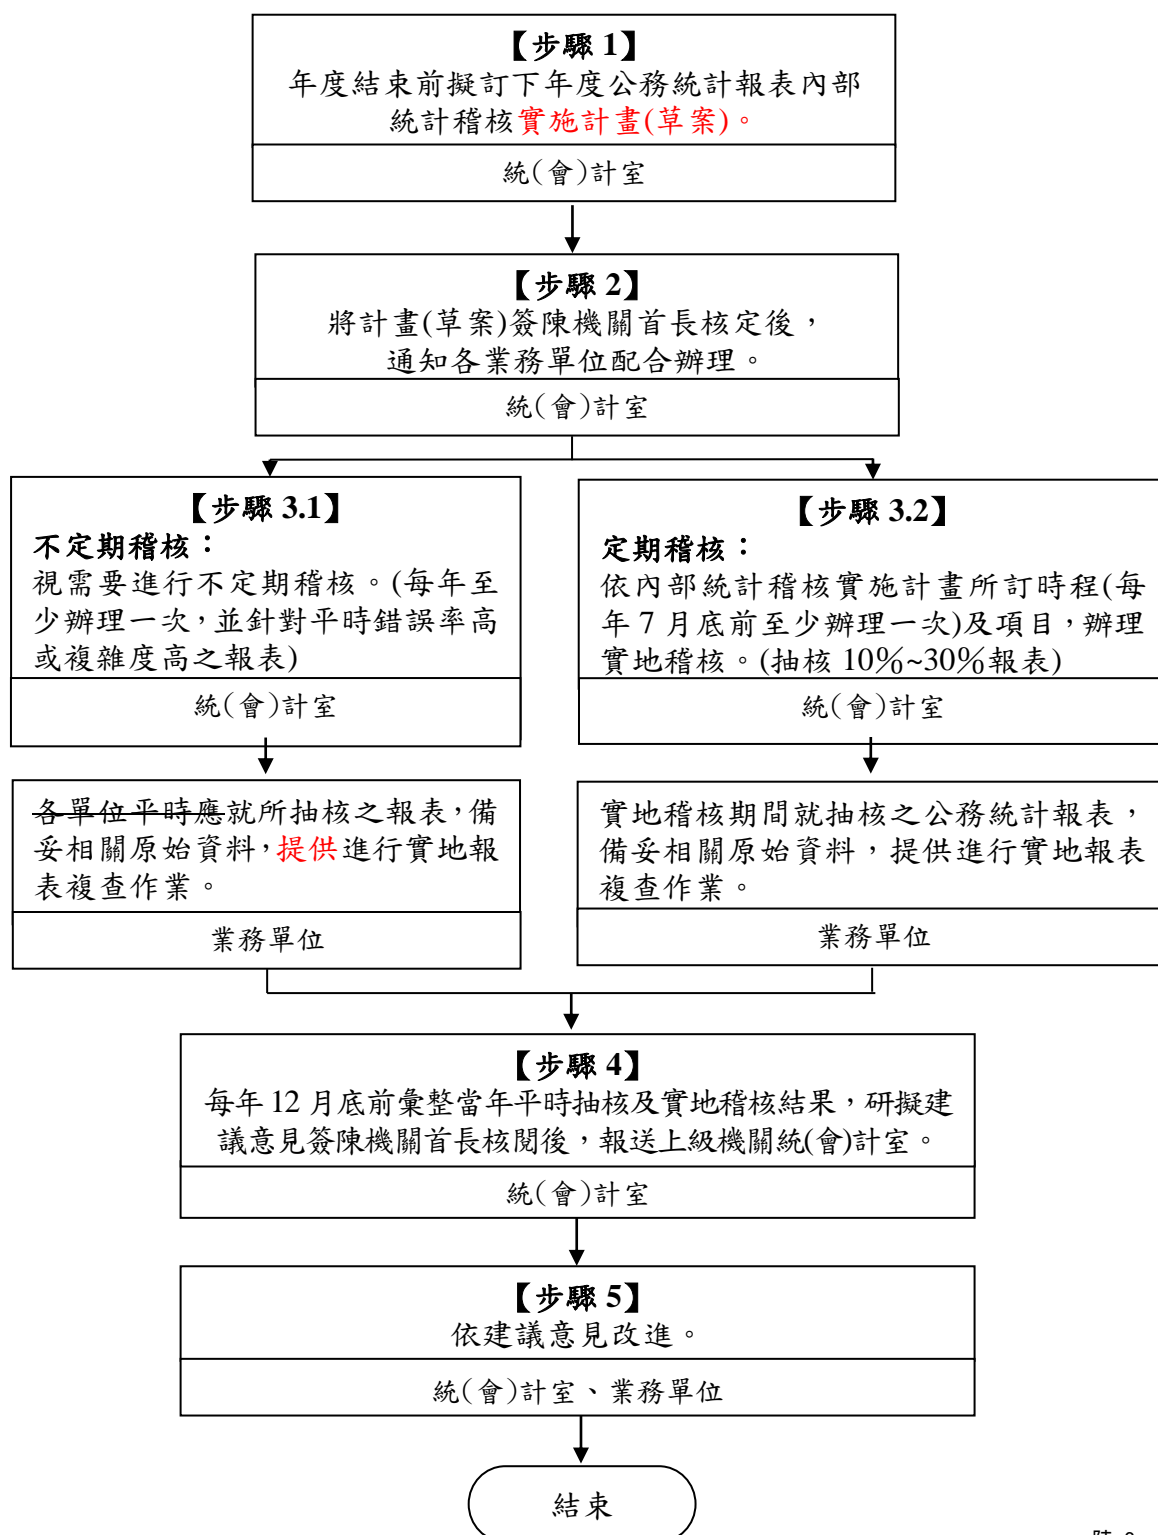 【步驟 1】
年度結束前擬訂下年度公務統計報表內部
統計稽核實施計畫(草案)。
統(會)計室
【步驟 2】
將計畫(草案)簽陳機關首長核定後，
通知各業務單位配合辦理。
統(會)計室
【步驟 3.1】
不定期稽核：
視需要進行不定期稽核。(每年至
少辦理一次，並針對平時錯誤率高
或複雜度高之報表)
統(會)計室
【步驟 3.2】
定期稽核：
依內部統計稽核實施計畫所訂時程(每
年 7 月底前至少辦理一次)及項目，辦理
實地稽核。(抽核 10%~30%報表)
統(會)計室
各單位平時應就所抽核之報表，備
妥相關原始資料，提供進行實地報
表複查作業。
業務單位
實地稽核期間就抽核之公務統計報表，
備妥相關原始資料，提供進行實地報表
複查作業。
業務單位
【步驟 4】
每年 12 月底前彙整當年平時抽核及實地稽核結果，研擬建
議意見簽陳機關首長核閱後，報送上級機關統(會)計室。
統(會)計室
【步驟 5】
依建議意見改進。
統(會)計室、業務單位
結束